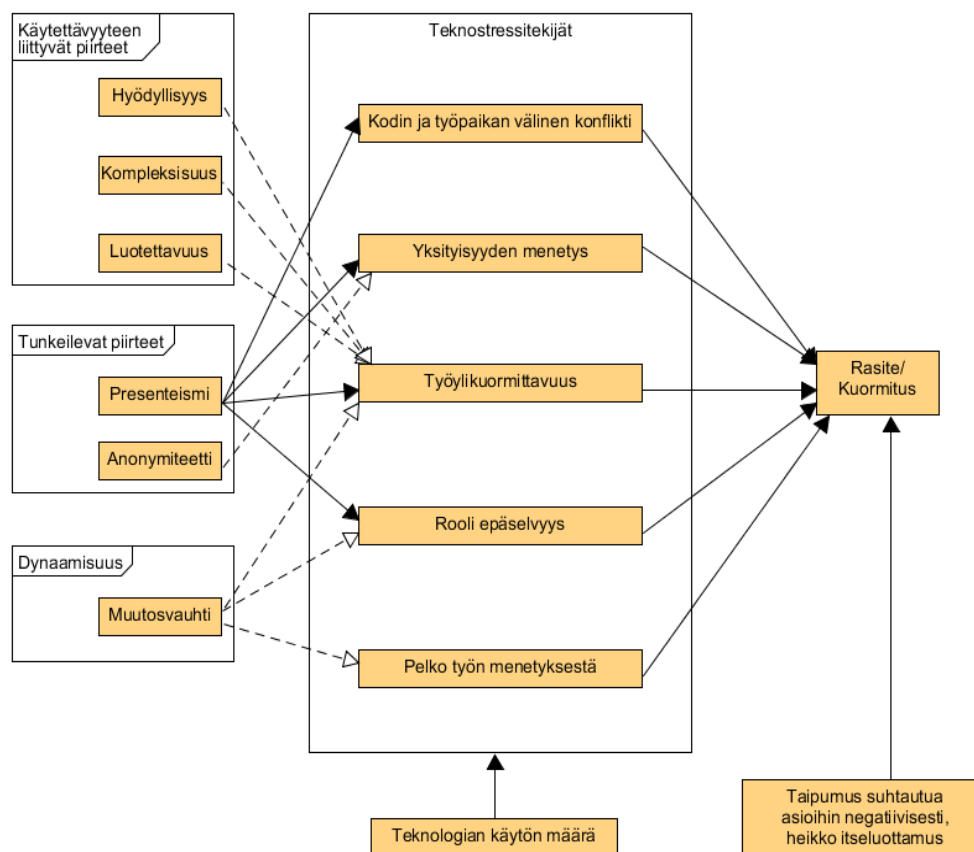 Käytettävyyteen
liittyvät piirteet
Hyödyllisyys
Kompleksisuus
Luotettavuus
Tunkeilevat piirteet
Presenteismi
Anonymiteetti
Dynaamisuus
Muutosvauhti
Teknostressitekijät
Kodin ja työpaikan välinen konflikti
Yksityisyyden menetys
Työylikuormittavuus
Rooli epäselvyys
Pelko työn menetyksestä
Teknologian käytön määrä
Rasite/
Kuormitus
Taipumus suhtautua
asioihin negatiivisesti,
heikko itseluottamus